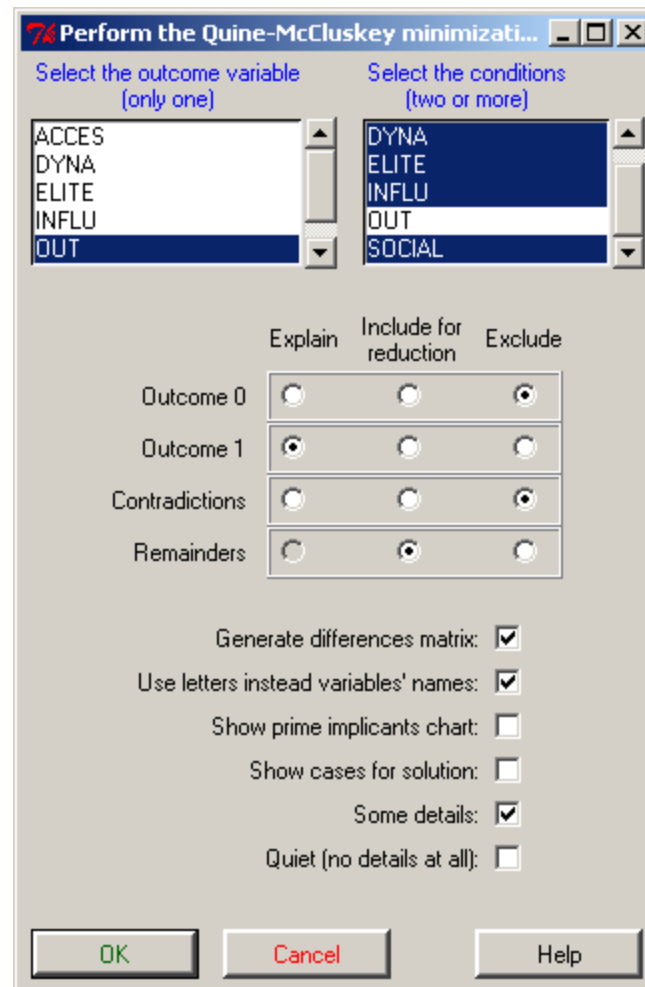 Perform the Quine-McCluskey minimizati...
Select the outcome variable
(only one)
Select the conditions
(two or more)
ACCES
DYNA
ELITE
INFLU
OUT
DYNA
ELITE
INFLU
OUT
SOCIAL
Explain Include for reduction Exclude
Outcome 0
Outcome 1
Contradictions
Remainders
Generate differences matrix:
Use letters instead variables' names:
Show prime implicants chart:
Show cases for solution:
Some details:
Quiet (no details at all):
OK Cancel Help